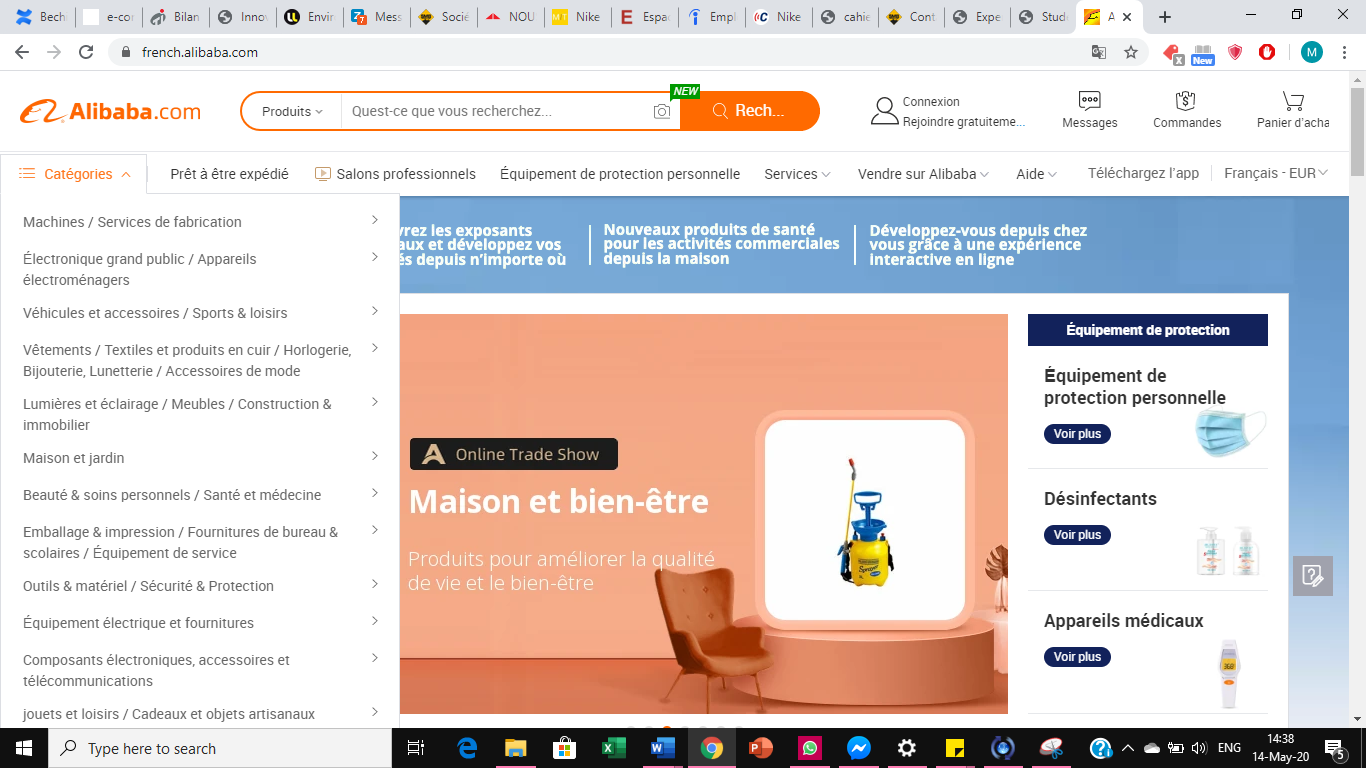 Bech
e-cor
Bilan
Innov
Envir
Mess
Socié
NOU
Nike
Espac
Empl
Nike
cahie
Cont
Expe
Stud
A
french.alibaba.com
X
New
M
Alibaba.com
Produits
Quest-ce que vous recherchez...
NEW
Rech...
Connexion
Rejoindre gratuiteme...
Messages
Commandes
Panier d'acha
Catégories
Prêt à être expédié
Salons professionnels
Équipement de protection personnelle
Services
Vendre sur Alibaba
Aide
Téléchargez l'app
Français - EUR
Machines / Services de fabrication
Électronique grand public / Appareils
électroménagers
Véhicules et accessoires / Sports & loisirs
Vêtements / Textiles et produits en cuir / Horlogerie,
Bijouterie, Lunetterie / Accessoires de mode
Lumières et éclairage / Meubles / Construction &
immobilier
Maison et jardin
Beauté & soins personnels / Santé et médecine
Emballage & impression / Fournitures de bureau &
scolaires / Équipement de service
Outils & matériel / Sécurité & Protection
Équipement électrique et fournitures
Composants électroniques, accessoires et
télécommunications
jouets et loisirs / Cadeaux et objets artisanaux
vrez les exposants
aux et développez vos
és depuis n'importe où
Nouveaux produits de santé
pour les activités commerciales
depuis la maison
Développez-vous depuis chez
vous grâce à une expérience
interactive en ligne
Online Trade Show
Maison et bien-être
Produits pour améliorer la qualité
de vie et le bien-être
Sprayer
Équipement de protection
Équipement de
protection personnelle
Voir plus
Désinfectants
Voir plus
Appareils médicaux
Voir plus
Type here to search
ENG
14:38
14-May-20
5